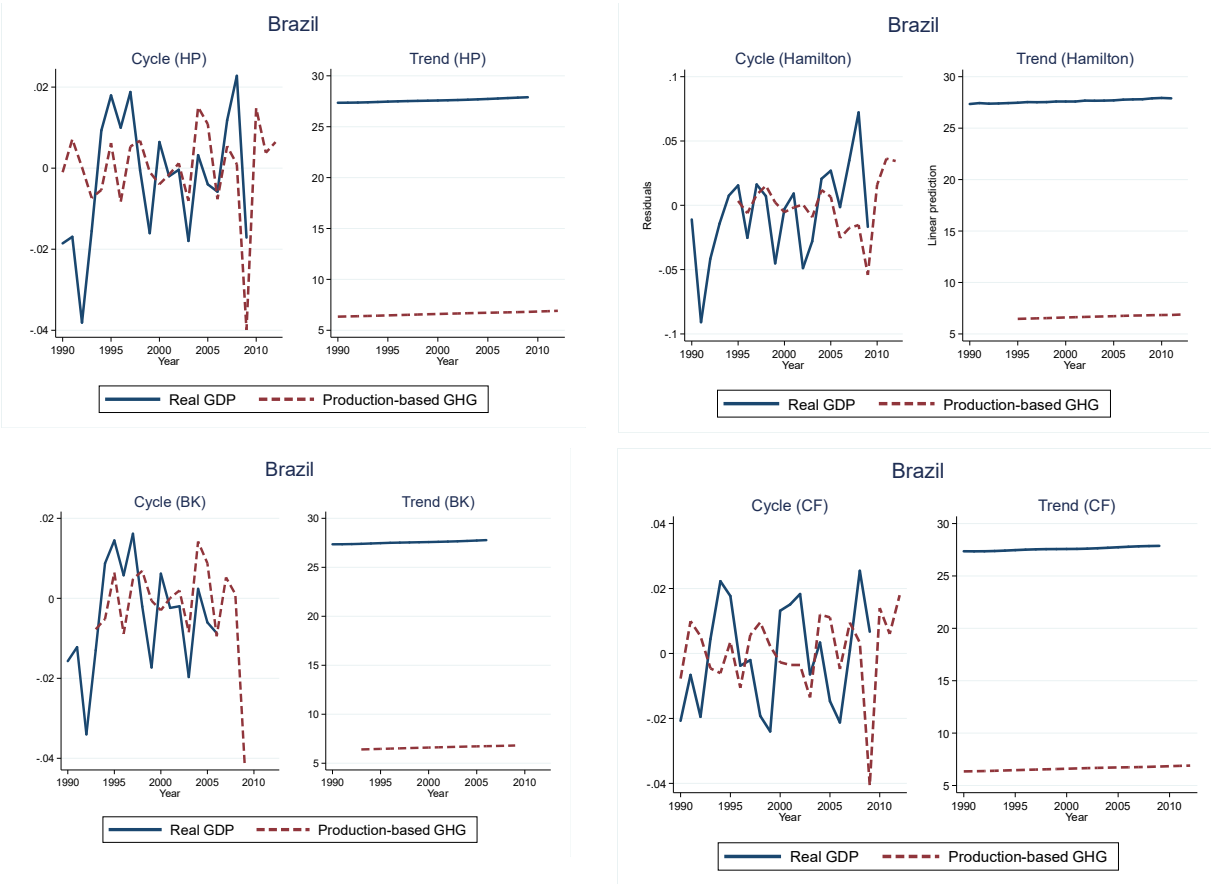 Brazil
Cycle (HP)
Trend (HP)
.02
0
-.02
-.04
1990 1995 2000 2005 2010
Year
30
25
20
15
10
5
1990 1995 2000 2005 2010
Year
Real GDP Production-based GHG
Brazil
Cycle (Hamilton)
Trend (Hamilton)
Residuals
.1
.05
0
-.05
-.1
1990 1995 2000 2005 2010
Year
Linear prediction
30
25
20
15
10
5
1990 1995 2000 2005 2010
Year
Real GDP Production-based GHG
Brazil
Cycle (BK)
Trend (BK)
.02
0
-.02
-.04
1990 1995 2000 2005 2010
Year
30
25
20
15
10
5
1990 1995 2000 2005 2010
Year
Real GDP Production-based GHG
Brazil
Cycle (CF)
Trend (CF)
.04
.02
0
-.02
-.04
1990 1995 2000 2005 2010
Year
30
25
20
15
10
5
1990 1995 2000 2005 2010
Year
Real GDP Production-based GHG